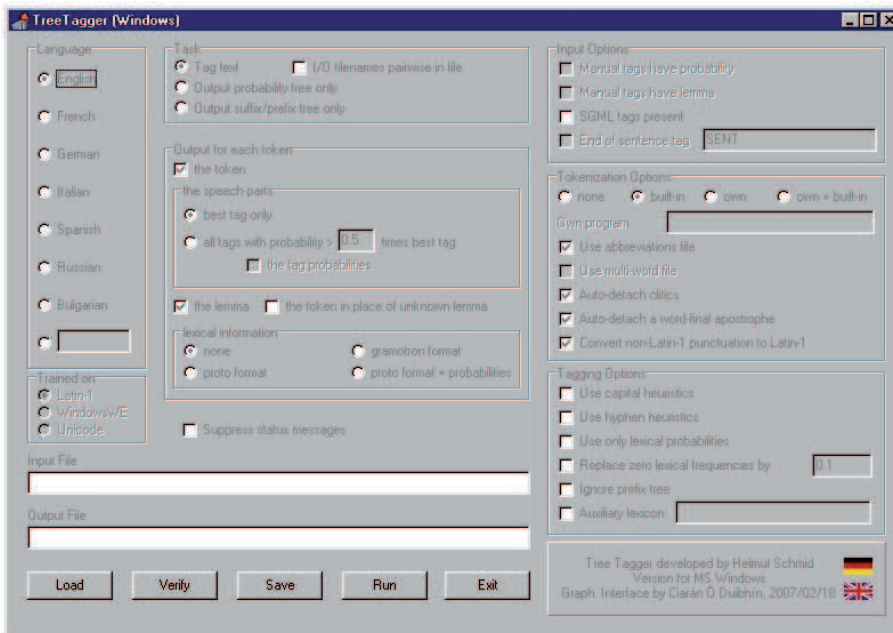 TreeTagger (Windows)
Language
English
French
German
Italian
Spanish
Russian
Bulgarian
Trained on
Latin-1
WindowsWE
Unicode
Task
Tag text
I/O filenames pairwise in file
Output probability tree only
Output suffix/prefix tree only
Output for each token
the token
the speech-parts
best tag only
all tags with probability > 0.5 times best tag
the tag probabilities
the lemma
the token in place of unknown lemma
lexical information
none
gramotron format
proto format
proto format + probabilities
Suppress status messages
Input File
Output File
Load
Verify
Save
Run
Exit
Input Options
Manual tags have probability
Manual tags have lemma
SGML tags present
End of sentence tag SENT
Tokenization Options
none
built-in
own
own + built-in
Own program
Use abbreviations file
Use multi-word file
Auto-detach clitics
Auto-detach a word-final apostrophe
Convert non-Latin-1 punctuation to Latin-1
Tagging Options
Use capital heuristics
Use hyphen heuristics
Use only lexical probabilities
Replace zero lexical frequencies by 0.1
Ignore prefix tree
Auxiliary lexicon
Tree Tagger developed by Helmut Schmid
Version for MS Windows
Graph. Interface by Ciarán Ó Duibhín, 2007/02/18